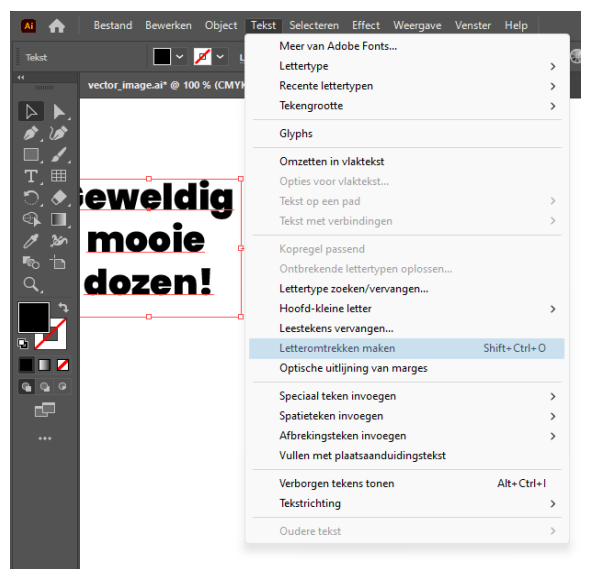 Ai Bestand Bewerken Object Tekst Selecteren Effect Weergave Venster Help
Tekst
vector_image.ai* @ 100 % (CMYK
eweldig
mooie
dozen!
Meer van Adobe Fonts...
Lettertype
Recente lettertypen
Tekengrootte
Glyphs
Omzetten in vlaktekst
Opties voor vlaktekst...
Tekst op een pad
Tekst met verbindingen
Kopregel passend
Ontbrekende lettertypen oplossen...
Lettertype zoeken/vervangen...
Hoofd-kleine letter
Leestekens vervangen...
Letteromtrekken maken Shift+Ctrl+O
Optische uitlijning van marges
Speciaal teken invoegen
Spatieteken invoegen
Afbrekingsteken invoegen
Vullen met plaatsaanduidingstekst
Verborgen tekens tonen Alt+Ctrl+I
Tekstrichting
Oudere tekst